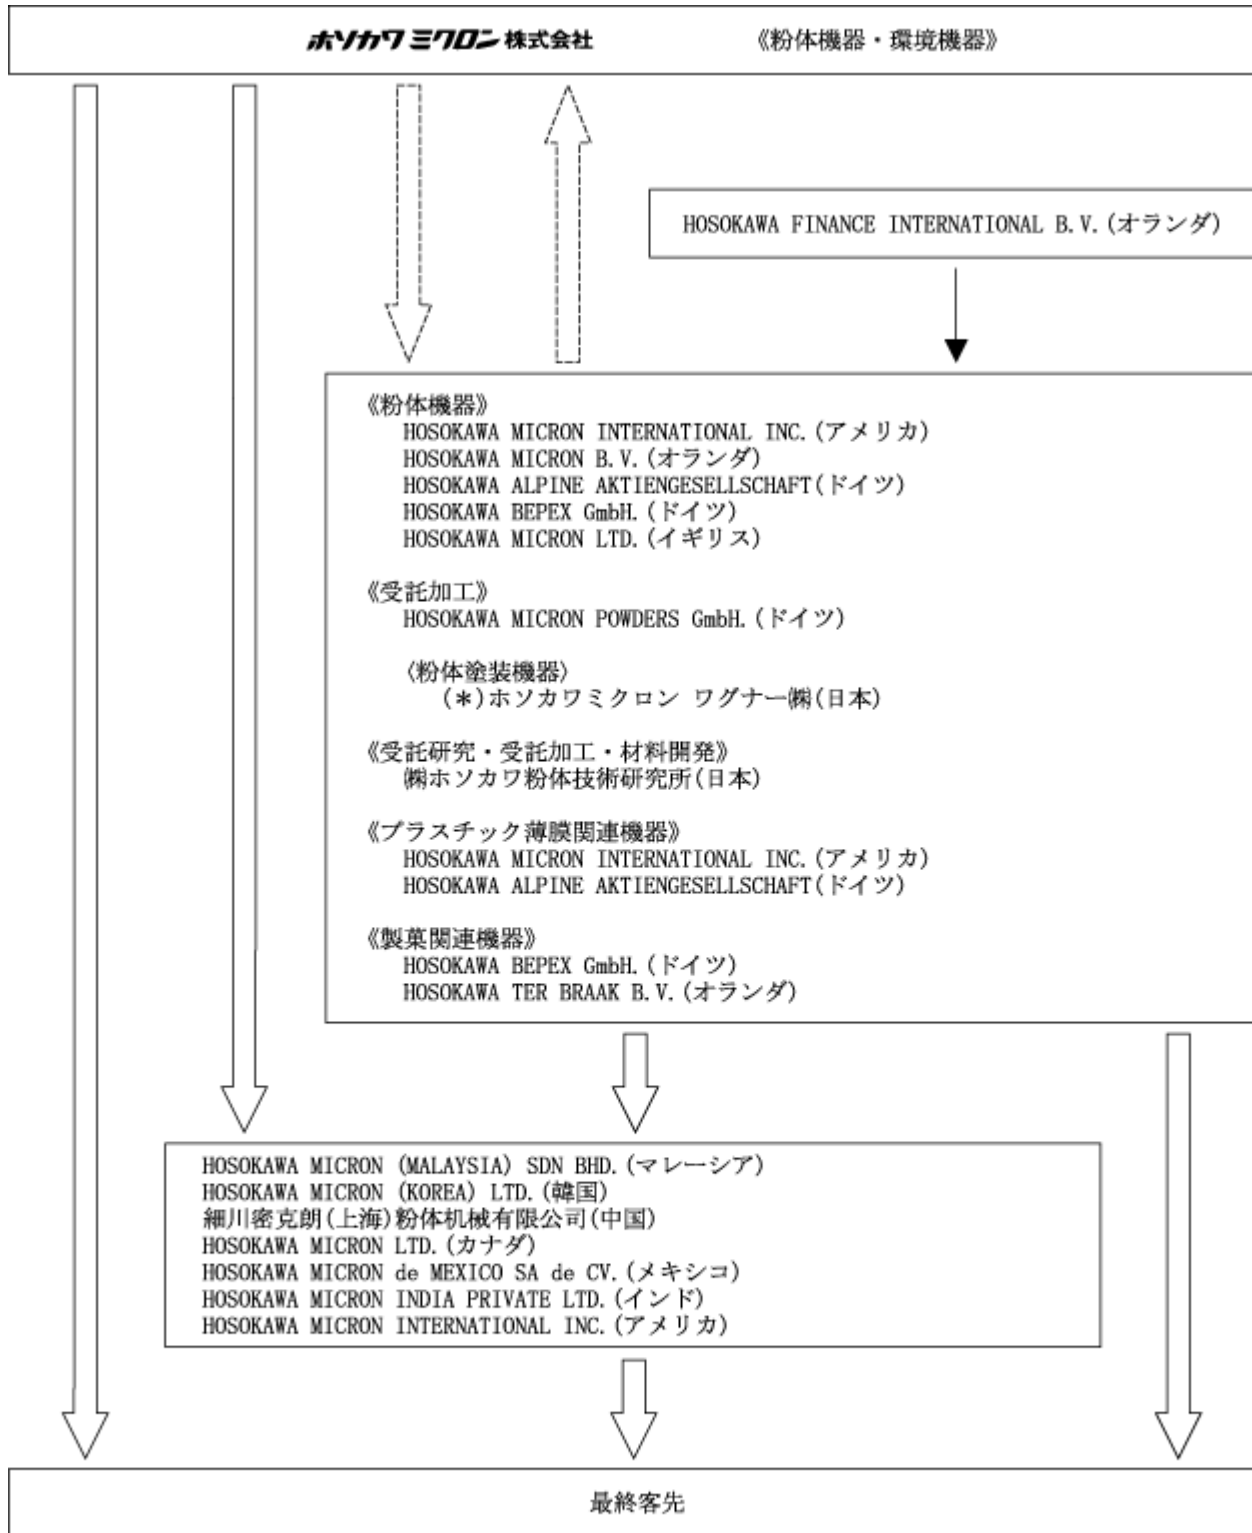 ホソカワミクロン株式会社 《粉体機器・環境機器》
HOSOKAWA FINANCE INTERNATIONAL B.V.(オランダ)
《粉体機器》
HOSOKAWA MICRON INTERNATIONAL INC.(アメリカ)
HOSOKAWA MICRON B.V.(オランダ)
HOSOKAWA ALPINE AKTIENGESELLSCHAFT(ドイツ)
HOSOKAWA BEPEX GmbH.(ドイツ)
HOSOKAWA MICRON LTD.(イギリス)
《受託加工》
HOSOKAWA MICRON POWDERS GmbH.(ドイツ)
〈粉体塗装機器〉
(*)ホソカワミクロン ワグナー㈱(日本)
《受託研究・受託加工・材料開発》
㈱ホソカワ粉体技術研究所(日本)
《プラスチック薄膜関連機器》
HOSOKAWA MICRON INTERNATIONAL INC.(アメリカ)
HOSOKAWA ALPINE AKTIENGESELLSCHAFT(ドイツ)
《製菓関連機器》
HOSOKAWA BEPEX GmbH.(ドイツ)
HOSOKAWA TER BRAAK B.V.(オランダ)
HOSOKAWA MICRON (MALAYSIA) SDN BHD.(マレーシア)
HOSOKAWA MICRON (KOREA) LTD.(韓国)
細川密克朗(上海)粉体机械有限公司(中国)
HOSOKAWA MICRON LTD.(カナダ)
HOSOKAWA MICRON de MEXICO SA de CV.(メキシコ)
HOSOKAWA MICRON INDIA PRIVATE LTD.(インド)
HOSOKAWA MICRON INTERNATIONAL INC.(アメリカ)
最終客先